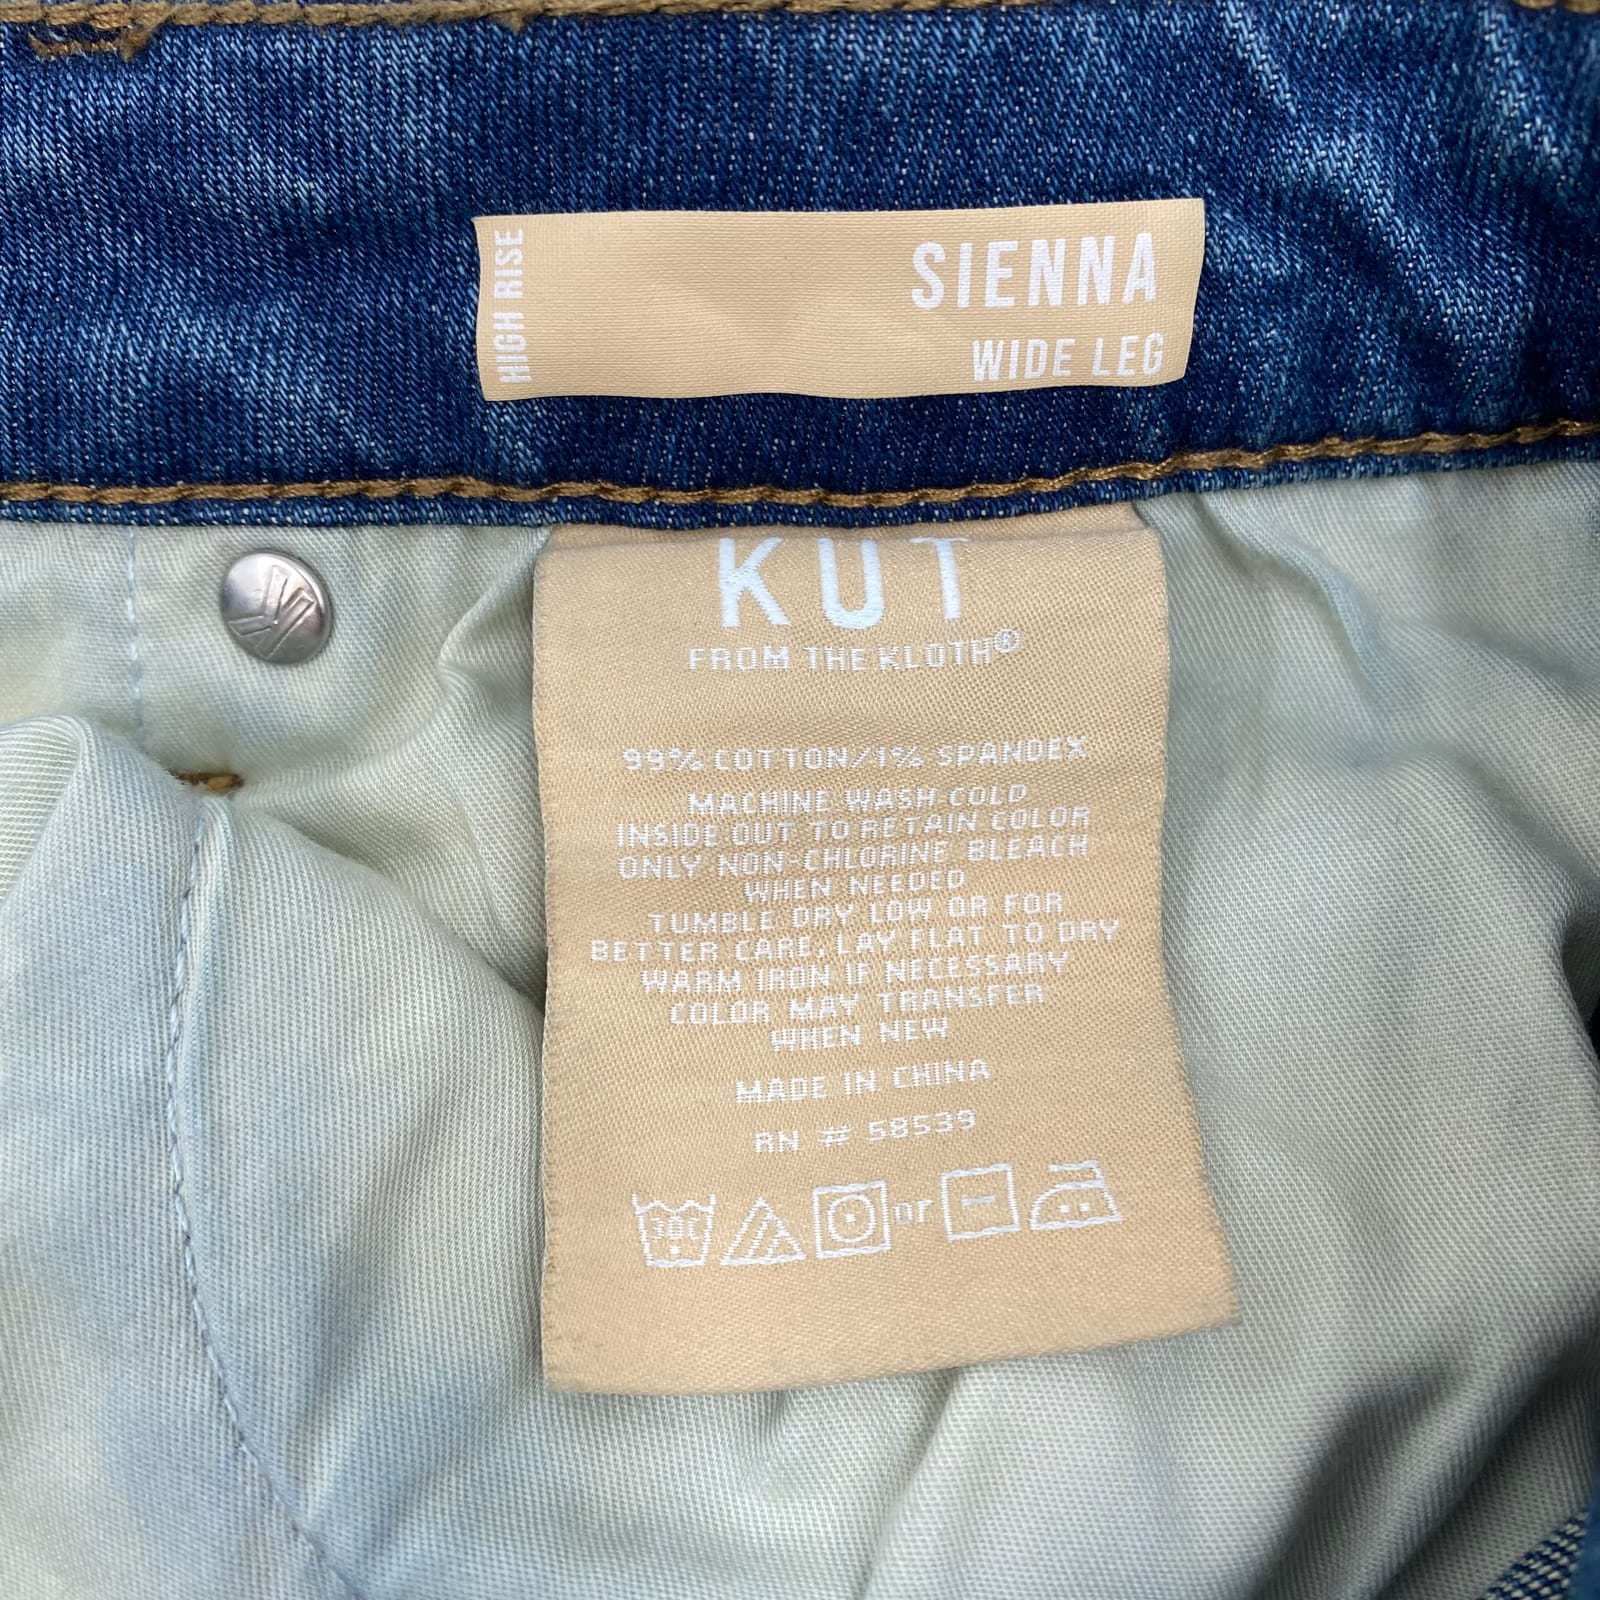 HIGH RISE
SIENNA
WIDE LEG
KUT
FROM THE KLOTH®
99% COTTON/1% SPANDEX
MACHINE WASH COLD
INSIDE OUT TO RETAIN COLOR
ONLY NON-CHLORINE BLEACH
WHEN NEEDED
TUMBLE DRY LOW OR FOR
BETTER CARE, LAY FLAT TO DRY
WARM IRON IF NECESSARY
COLOR MAY TRANSFER
WHEN NEW
MADE IN CHINA
RN # 58539
30C or